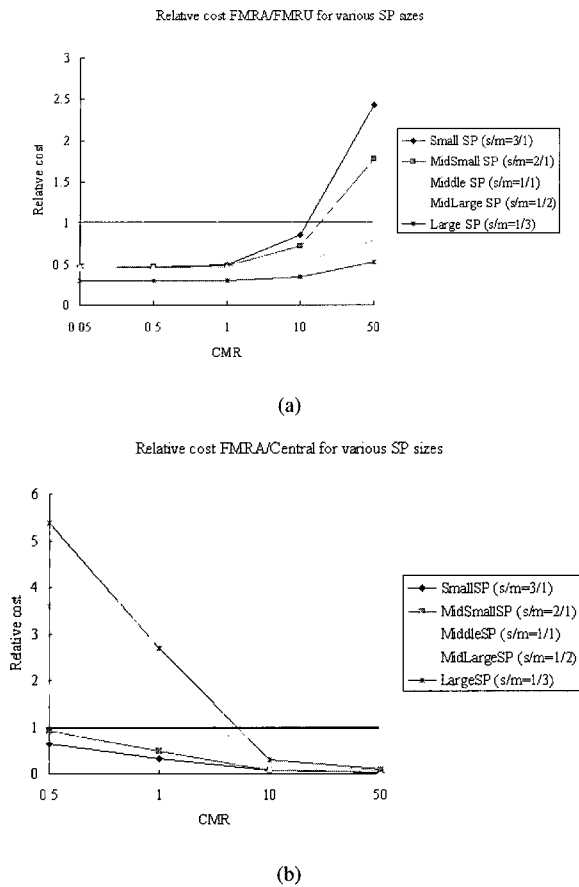 Relative cost FMRA/FMRU for various SP sizes
3
2.5
2
1.5
1
0 5
0
Relative cost
0 05
0 5
1
10
50
CMR
Small SP (s/m=3/1)
MidSmall SP (s/m=2/1)
Middle SP (s/m=1/1)
MidLarge SP (s/m=1/2)
Large SP (s/m=1/3)
(a)
Relative cost FMRA/Central for various SP sizes
6
5
4
3
2
1
0
Relative cost
0 5
1
10
50
CMR
SmallSP (s/m=3/1)
MidSmallSP (s/m=2/1)
MiddleSP (s/m=1/1)
MidLargeSP (s/m=1/2)
LargeSP (s/m=1/3)
(b)